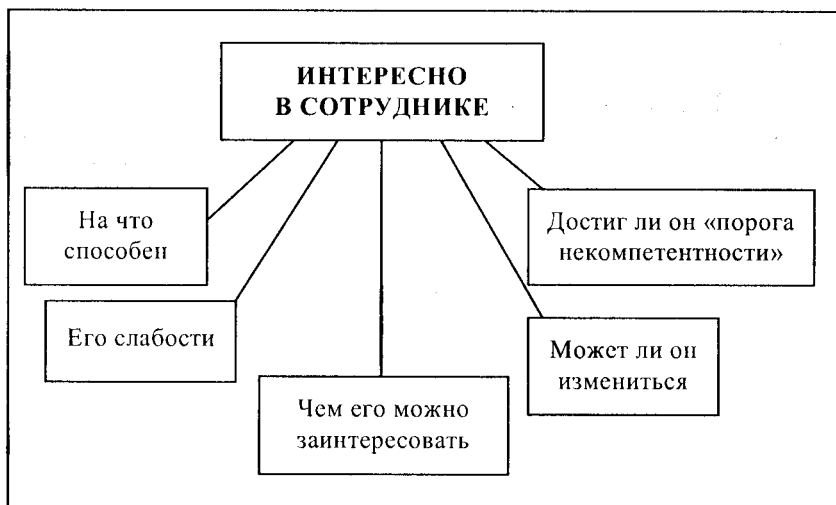 ИНТЕРЕСНО
В СОТРУДНИКЕ
На что
способен
Его слабости
Чем его можно
заинтересовать
Может ли он
измениться
Достиг ли он «порога
некомпетентности»